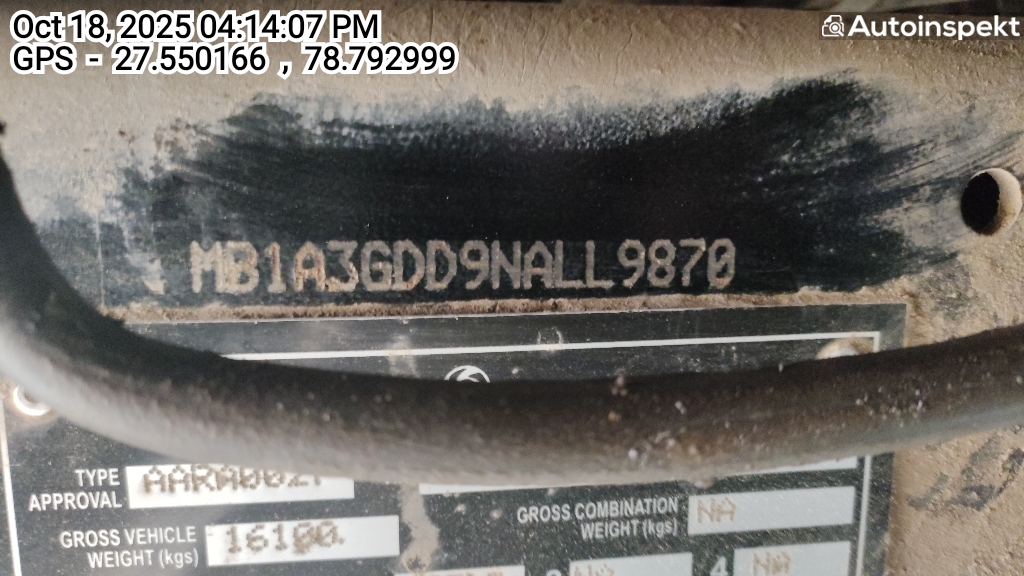 Oct 18, 2025 04:14:07 PM
GPS - 27.550166 , 78.792999
Autoinspekt
MB1A3GDD9NALL9870
TYPE
APPROVAL
GROSS VEHICLE
WEIGHT (kgs)
16100
GROSS COMBINATION
WEIGHT (kgs)
NA
4
NA